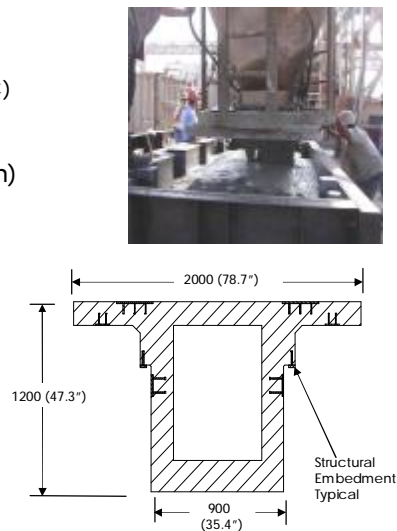 C)
n)
2000 (78.7")
1200 (47.3")
900
(35.4")
Structural
Embedment
Typical